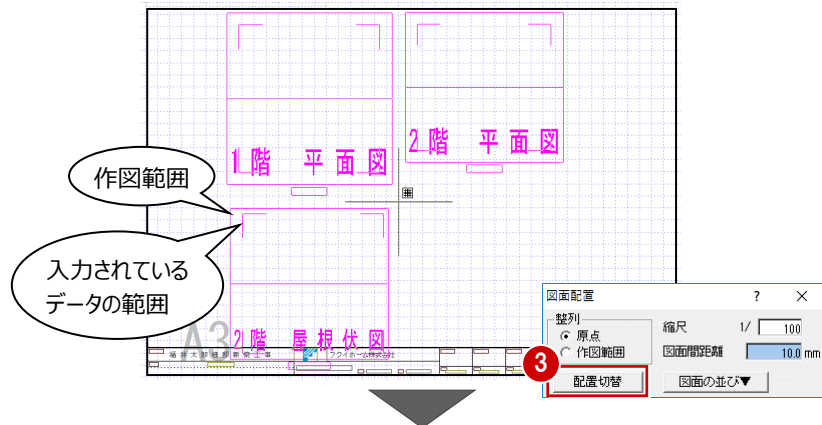 1階 平面図
2階 平面図
作図範囲
入力されている
データの範囲
2階 屋根伏図
A3
フクイホーム株式会社
図面配置 ? ×
整列
原点
作図範囲
縮尺 1/ 100
図面間距離 10.0 mm
3
配置切替
図面の並び▼